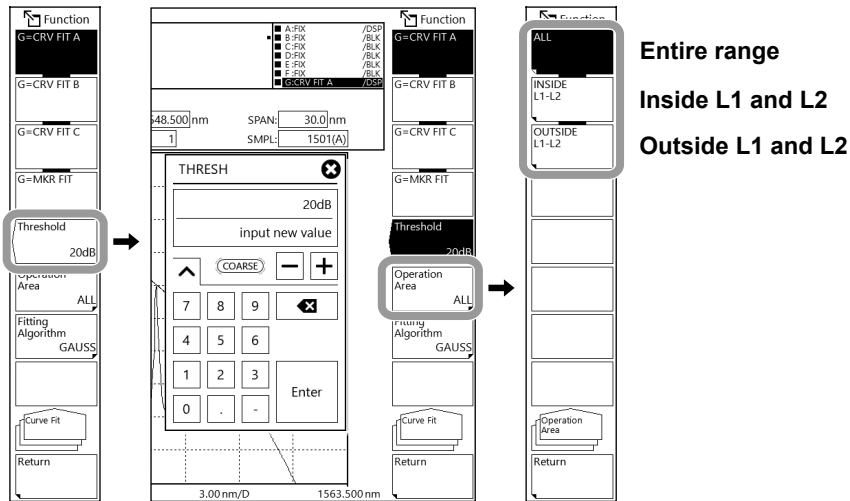 Function
G=CRV FIT A
G=CRV FIT B
G=CRV FIT C
G=MKR FIT
Threshold
20dB
Operation
Area
ALL
Fitting
Algorithm
GAUSS
Curve Fit
Return
A:FIX /DSP
B:FIX /BLK
C:FIX /BLK
D:FIX /BLK
E:FIX /BLK
F:FIX /BLK
G:CRV FIT A /DSP
548.500 nm SPAN: 30.0 nm
1 SMPL: 1501(A)
THRESH
20dB
input new value
COARSE
7 8 9
4 5 6
1 2 3
Enter
0 . -
3.00 nm/D 1563.500 nm
Function
G=CRV FIT A
G=CRV FIT B
G=CRV FIT C
G=MKR FIT
Threshold
20dB
Operation
Area
ALL
Fitting
Algorithm
GAUSS
Curve Fit
Return
Function
ALL
INSIDE
L1-L2
OUTSIDE
L1-L2
Operation
Area
Return
Entire range
Inside L1 and L2
Outside L1 and L2